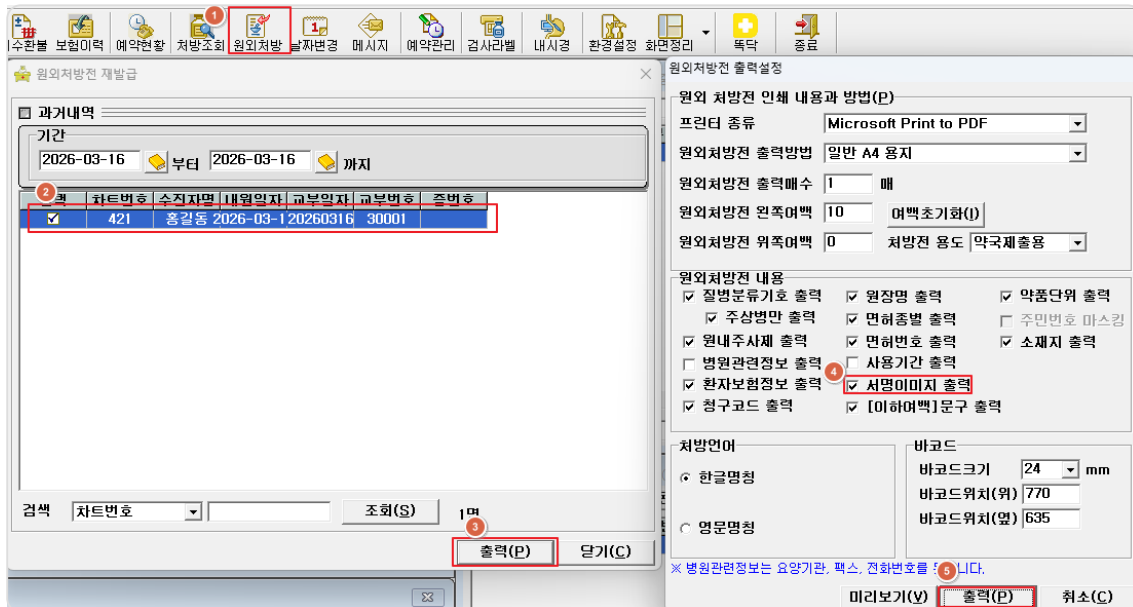 1
수환불 보험이력 예약현황 처방조회 원외처방 날짜변경 메시지 예약관리 검사라벨 내시경 환경설정 화면정리 똑닥 종료
원외처방전 재발급
과거내역
기간
2026-03-16 부터 2026-03-16 까지
2
차트번호 수진자명 내원일자 교부일자 교부번호 증번호
421 홍길동 2026-03-1 20260316 30001
검색 차트번호 조회(S) 1명
3
출력(P) 닫기(C)
원외처방전 출력설정
원외 처방전 인쇄 내용과 방법(P)
프린터 종류 Microsoft Print to PDF
원외처방전 출력방법 일반 A4 용지
원외처방전 출력매수 1 매
원외처방전 왼쪽여백 10 여백초기화(I)
원외처방전 위쪽여백 0 처방전 용도 약국제출용
원외처방전 내용
질병분류기호 출력 원장명 출력 약품단위 출력
주상병만 출력 면허종별 출력 주민번호 마스킹
원내주사제 출력 면허번호 출력 소재지 출력
병원관련정보 출력 사용기간 출력
4
환자보험정보 출력 서명이미지 출력
청구코드 출력 [이하여백]문구 출력
처방언어
한글명칭
영문명칭
바코드
바코드크기 24 mm
바코드위치(위) 770
바코드위치(옆) 635
※ 병원관련정보는 요양기관, 팩스, 전화번호를 니다.
5
미리보기(V) 출력(P) 취소(C)